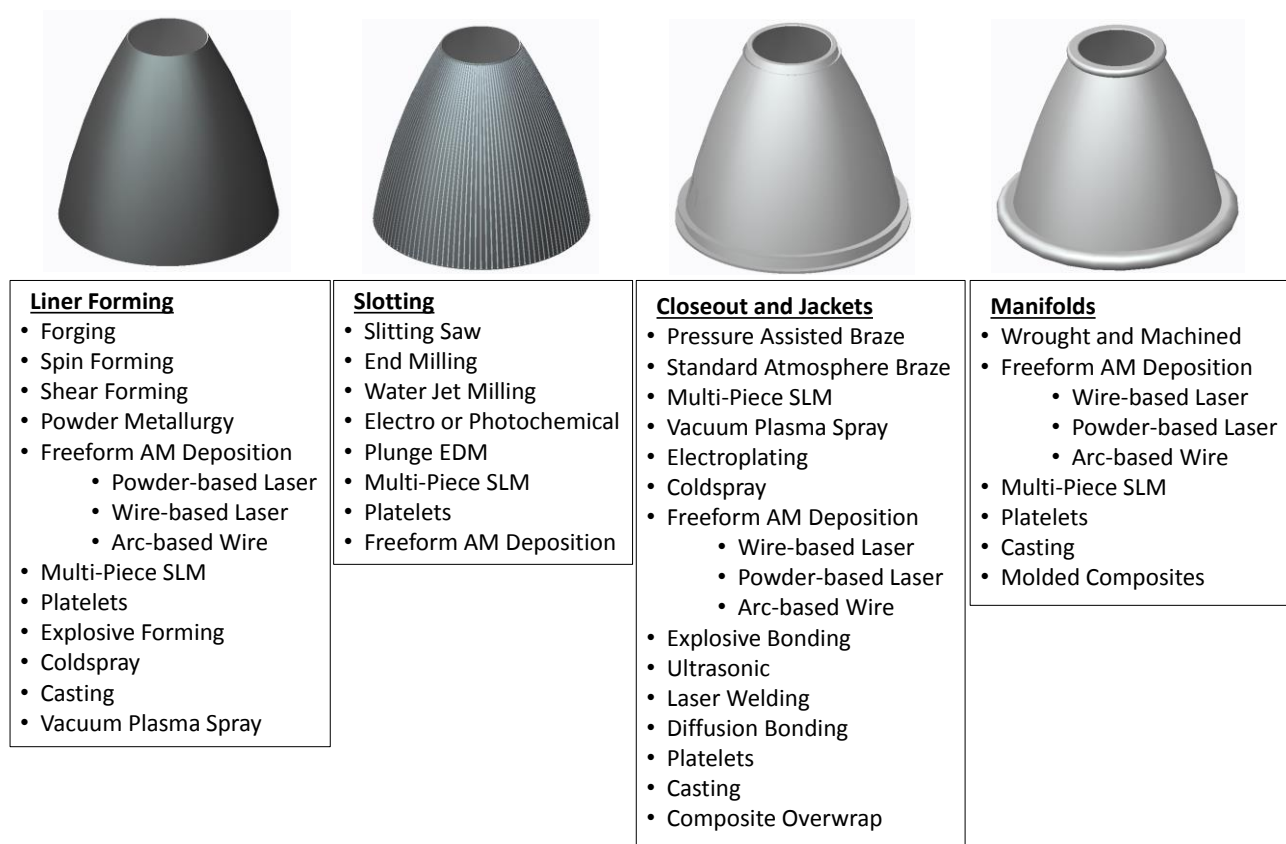 Liner Forming
• Forging
• Spin Forming
• Shear Forming
• Powder Metallurgy
• Freeform AM Deposition
• Powder-based Laser
• Wire-based Laser
• Arc-based Wire
• Multi-Piece SLM
• Platelets
• Explosive Forming
• Coldspray
• Casting
• Vacuum Plasma Spray
Slotting
• Slitting Saw
• End Milling
• Water Jet Milling
• Electro or Photochemical
• Plunge EDM
• Multi-Piece SLM
• Platelets
• Freeform AM Deposition
Closeout and Jackets
• Pressure Assisted Braze
• Standard Atmosphere Braze
• Multi-Piece SLM
• Vacuum Plasma Spray
• Electroplating
• Coldspray
• Freeform AM Deposition
• Wire-based Laser
• Powder-based Laser
• Arc-based Wire
• Explosive Bonding
• Ultrasonic
• Laser Welding
• Diffusion Bonding
• Platelets
• Casting
• Composite Overwrap
Manifolds
• Wrought and Machined
• Freeform AM Deposition
• Wire-based Laser
• Powder-based Laser
• Arc-based Wire
• Multi-Piece SLM
• Platelets
• Casting
• Molded Composites